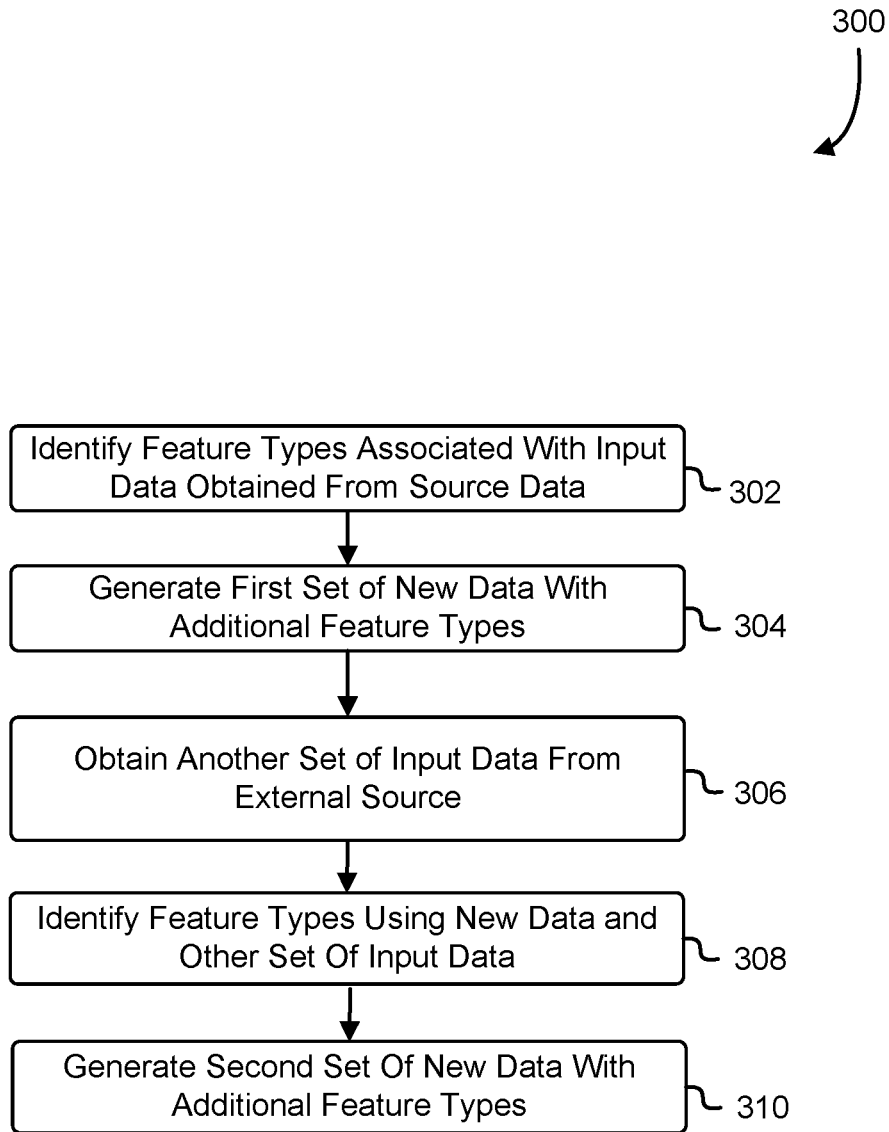 300
Identify Feature Types Associated With Input
Data Obtained From Source Data
302
Generate First Set of New Data With
Additional Feature Types
304
Obtain Another Set of Input Data From
External Source
306
Identify Feature Types Using New Data and
Other Set Of Input Data
308
Generate Second Set Of New Data With
Additional Feature Types
310